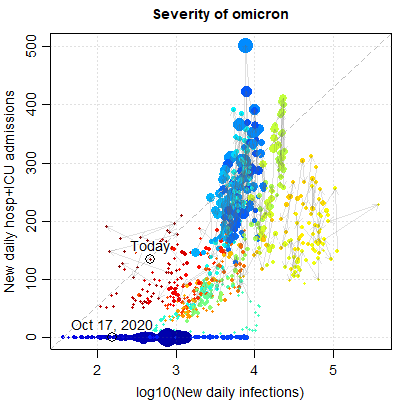 Severity of omicron
New daily hosp+ICU admissions
500
400
300
200
100
0
Today
Oct 17, 2020
2 3 4 5
log10(New daily infections)